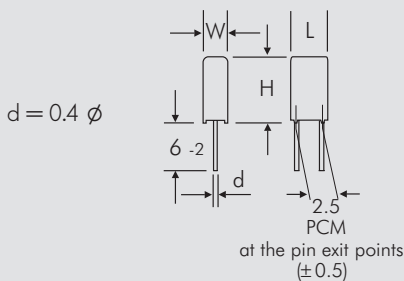 W
L
H
d = 0.4 ϕ
6 -2
d
2.5
PCM
at the pin exit points
(±0.5)